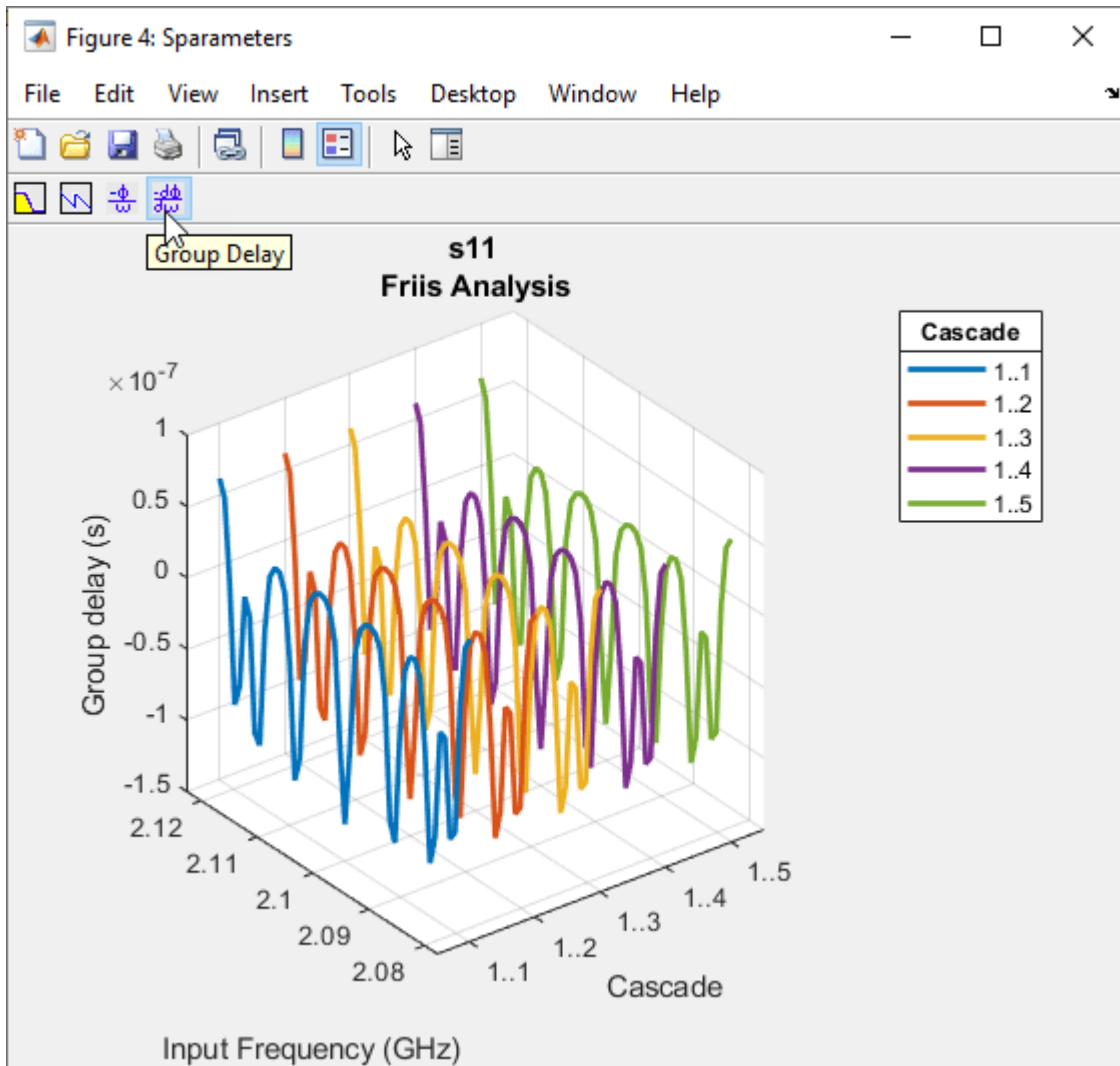 Figure 4: Sparameters
File Edit View Insert Tools Desktop Window Help
-ϕ
ω
-dϕ
dω
Group Delay
s11
Friis Analysis
×10-7
1
0.5
0
-0.5
-1
-1.5
Group delay (s)
2.12
2.11
2.1
2.09
2.08
Input Frequency (GHz)
1..1
1..2
1..3
1..4
1..5
Cascade
Cascade
1..1
1..2
1..3
1..4
1..5